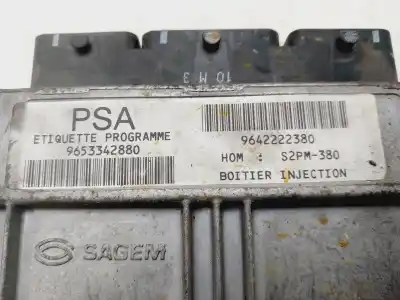 10 M 3
PSA
ETIQUETTE PROGRAMME
9653342880
9642222380
HOM : S2PM-380
BOITIER INJECTION
SAGEM